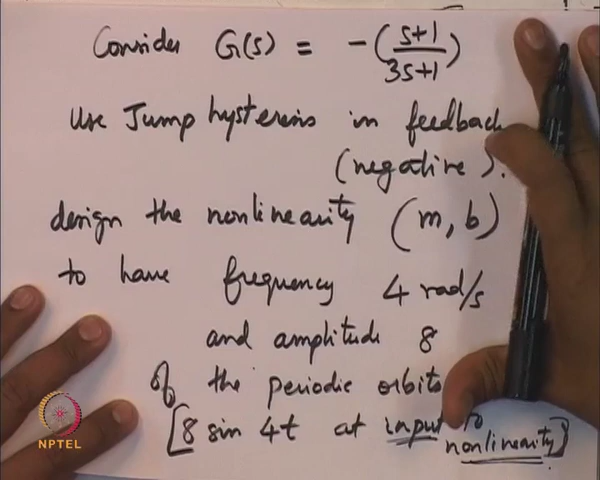 Consider G(s) = -(s+1/3s+1)
Use Jump hysteresis in feedback
(negative).
design the nonlinearity (m, b)
to have frequency 4 rad/s
and amplitude 8
of the periodic orbits
[8 sin 4t at input to
nonlinearity]
NPTEL